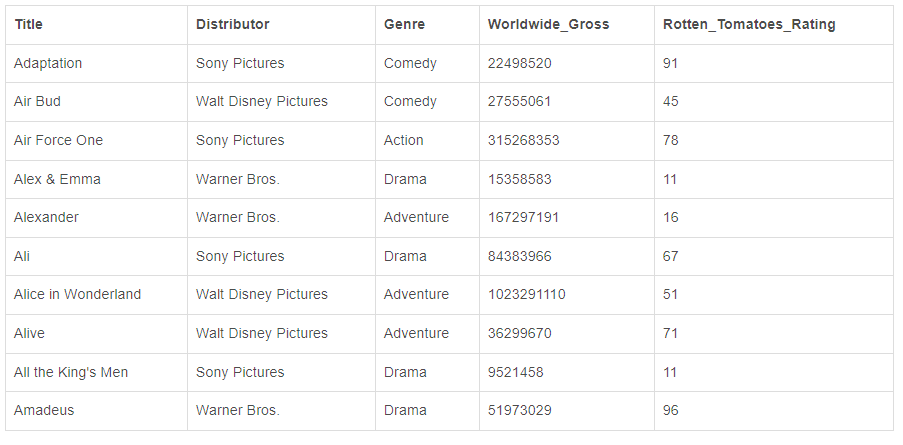 Title Distributor Genre Worldwide_Gross Rotten_Tomatoes_Rating
Adaptation Sony Pictures Comedy 22498520 91
Air Bud Walt Disney Pictures Comedy 27555061 45
Air Force One Sony Pictures Action 315268353 78
Alex & Emma Warner Bros. Drama 15358583 11
Alexander Warner Bros. Adventure 167297191 16
Ali Sony Pictures Drama 84383966 67
Alice in Wonderland Walt Disney Pictures Adventure 1023291110 51
Alive Walt Disney Pictures Adventure 36299670 71
All the King's Men Sony Pictures Drama 9521458 11
Amadeus Warner Bros. Drama 51973029 96